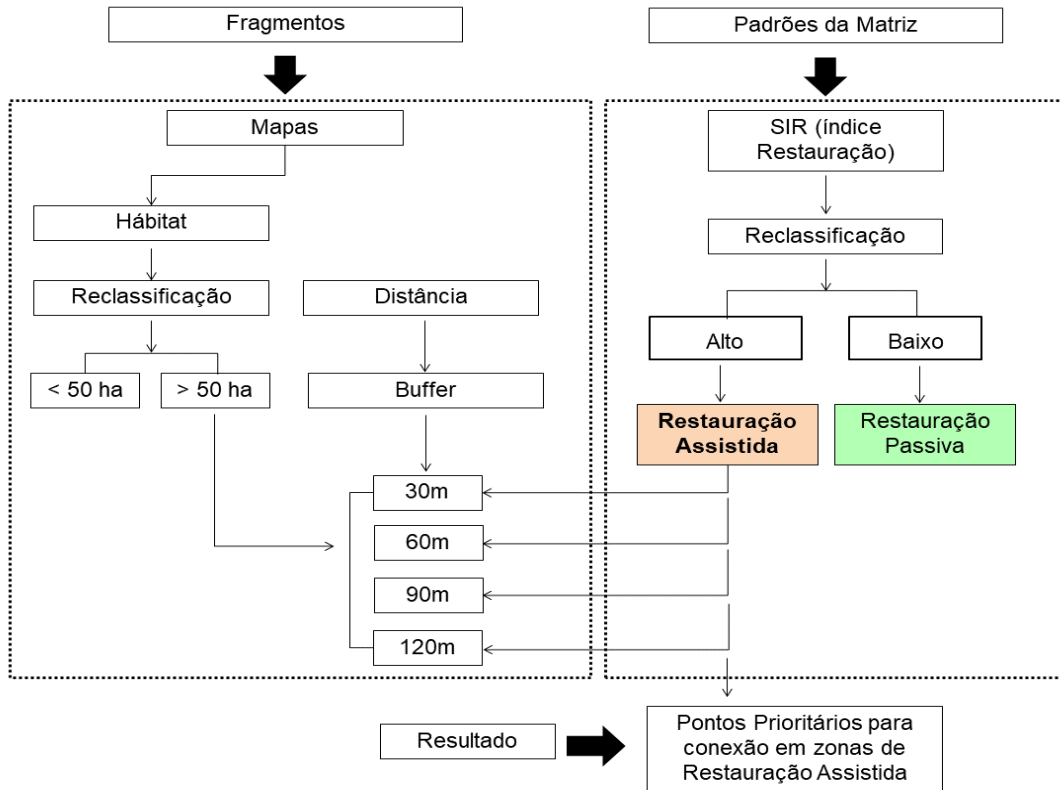 Fragmentos
Padrões da Matriz
Mapas
Hábitat
Reclassificação
< 50 ha
> 50 ha
Distância
Buffer
30m
60m
90m
120m
SIR (índice
Restauração)
Reclassificação
Alto
Baixo
Restauração
Assistida
Restauração
Passiva
Resultado
Pontos Prioritários para
conexão em zonas de
Restauração Assistida